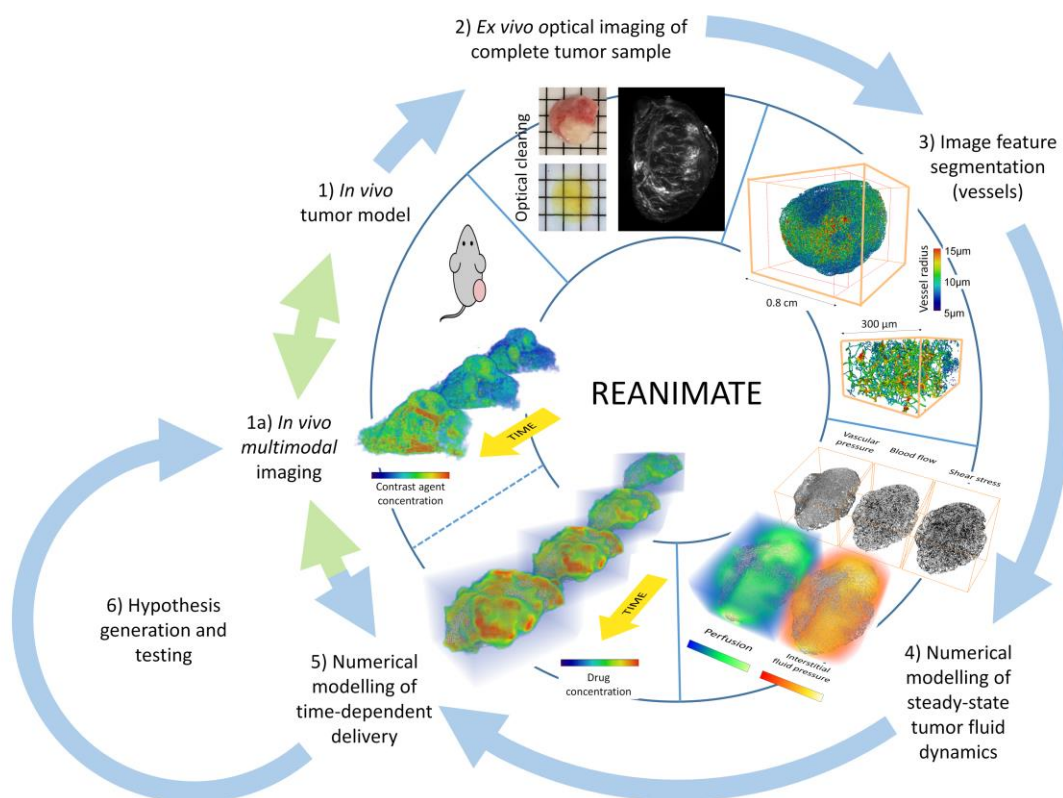 2) Ex vivo optical imaging of
complete tumor sample
Optical cleaning
3) Image feature
segmentation
(vessels)
1) In vivo
tumor model
15µm
10µm
5µm
Vessel radius
0.8 cm
300 µm
REANIMATE
TIME
1a) In vivo
multimodal
imaging
Contrast agent
concentration
Vascular
pressure
Blood flow
Shear stress
TIME
6) Hypothesis
generation and
testing
5) Numerical
modelling of
time-dependent
delivery
Drug
concentration
Perfusion
Interstitial
fluid pressure
4) Numerical
modelling of
steady-state
tumor fluid
dynamics